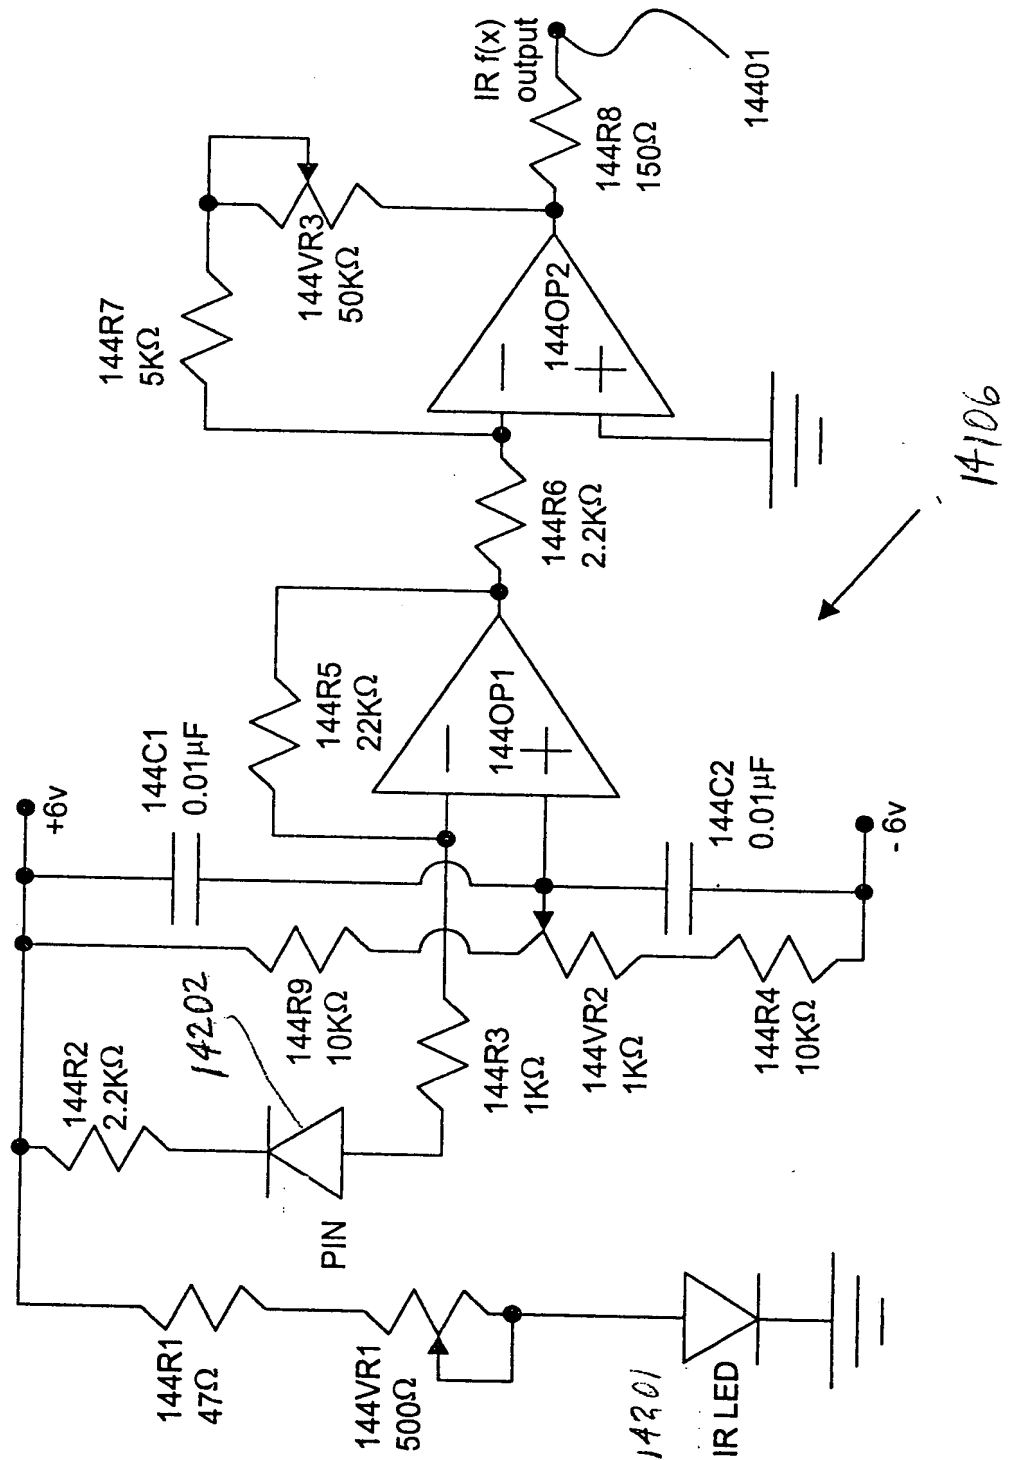 144R1
47Ω
144VR1
500Ω
14201
IR LED
144R2
2.2KΩ
14202
PIN
144R9
10KΩ
144R3
1KΩ
144VR2
1KΩ
144R4
10KΩ
+6v
144C1
0.01µF
144C2
0.01µF
- 6v
144R5
22KΩ
−
144OP1
+
144R6
2.2KΩ
144R7
5KΩ
144VR3
50KΩ
−
144OP2
+
144R8
150Ω
IR f(x)
output
14401
14106